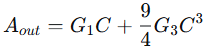 A_{out} = G_1C + \frac{9}{4}G_3C^3